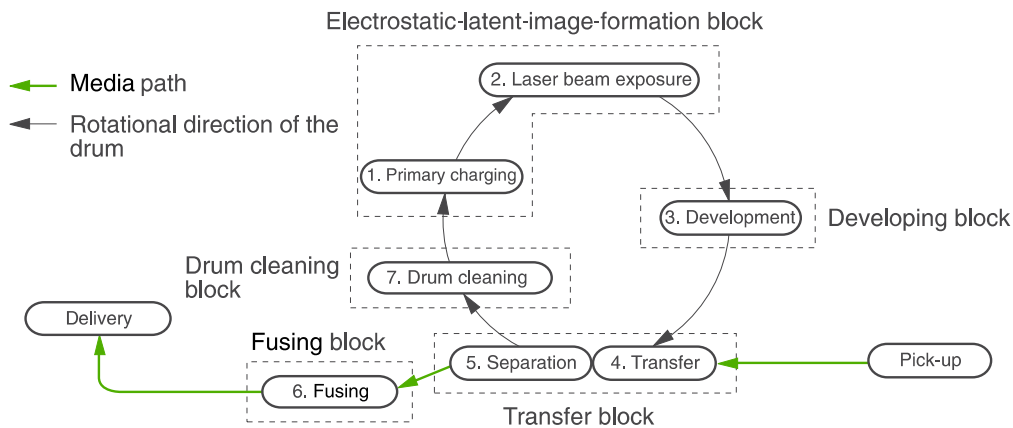 Electrostatic-latent-image-formation block
Media path
Rotational direction of the
drum
2. Laser beam exposure
1. Primary charging
3. Development
Developing block
Drum cleaning
block
7. Drum cleaning
Delivery
Fusing block
6. Fusing
5. Separation
4. Transfer
Pick-up
Transfer block